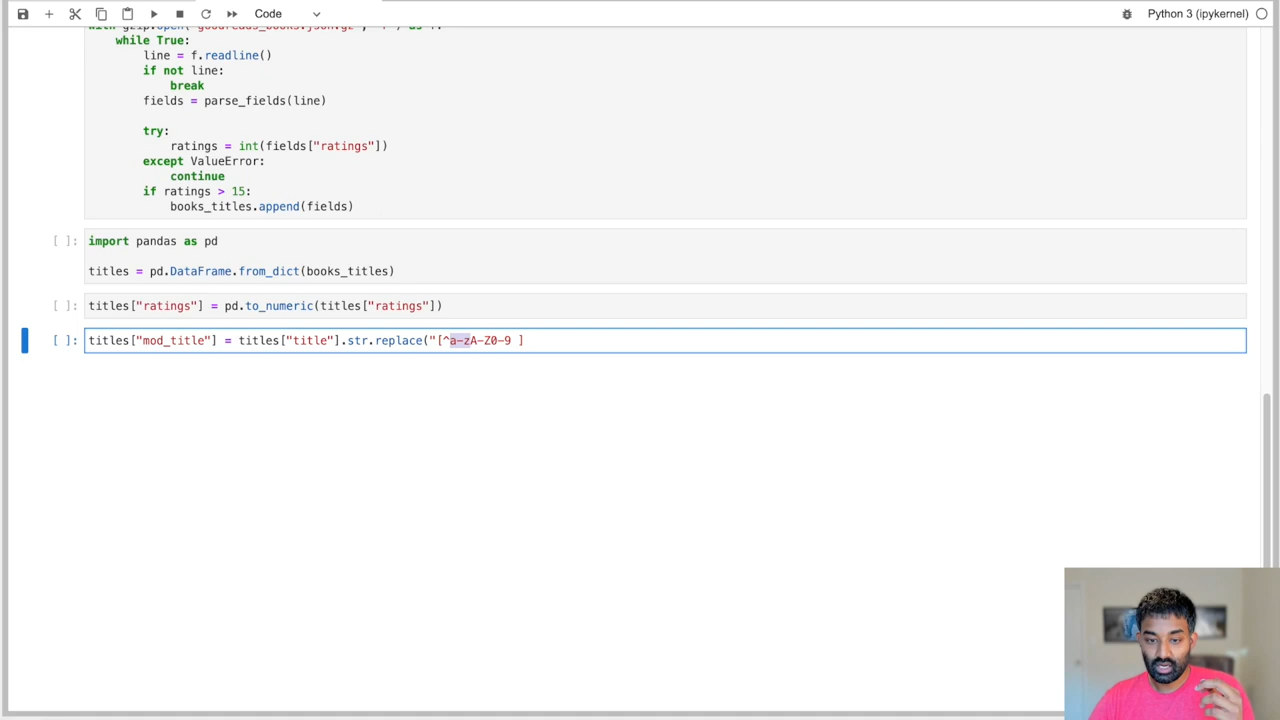 Code
Python 3 (ipykernel)
while True:
line = f.readline()
if not line:
break
fields = parse_fields(line)
try:
ratings = int(fields["ratings"])
except ValueError:
continue
if ratings > 15:
books_titles.append(fields)
[ ]: import pandas as pd
titles = pd.DataFrame.from_dict(books_titles)
[ ]: titles["ratings"] = pd.to_numeric(titles["ratings"])
[ ]: titles["mod_title"] = titles["title"].str.replace("[^a-zA-Z0-9 ]